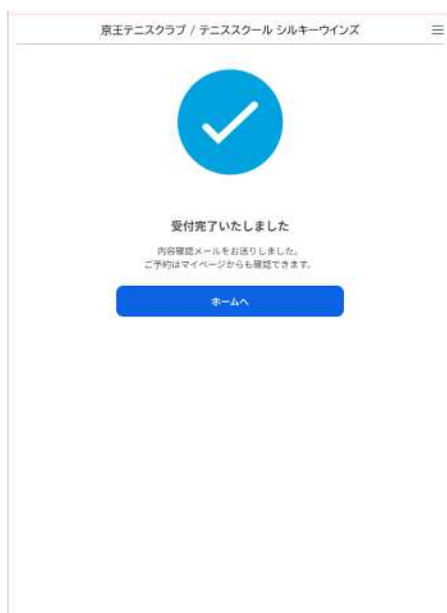 京王テニスクラブ / テニススクール シルキーウインズ
受付完了いたしました
内容確認メールをお送りしました。
ご予約はマイページからも確認できます。
ホームへ